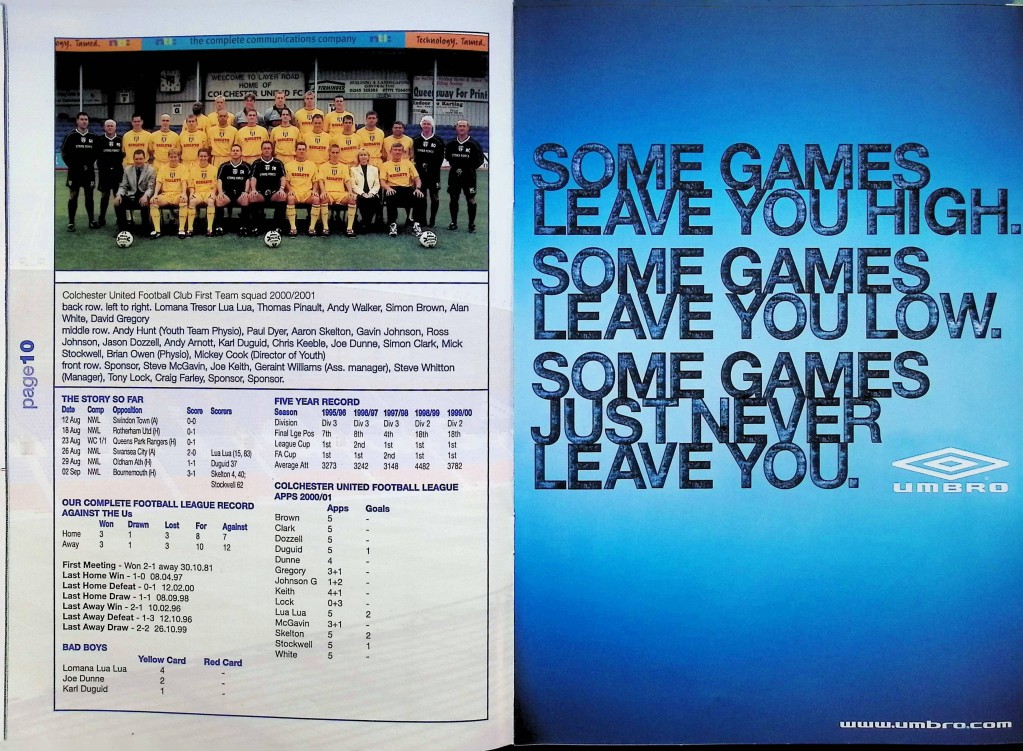 Technology. Tamed. ntl: the complete communications company ntl: Technology. Tamed.
WELCOME TO LAYER ROAD
HOME OF
COLCHESTER UNITED FC
page10
Colchester United Football Club First Team squad 2000/2001
back row. left to right. Lomana Tresor Lua Lua, Thomas Pinault, Andy Walker, Simon Brown, Alan
White, David Gregory
middle row. Andy Hunt (Youth Team Physio), Paul Dyer, Aaron Skelton, Gavin Johnson, Ross
Johnson, Jason Dozzell, Andy Arnott, Karl Duguid, Chris Keeble, Joe Dunne, Simon Clark, Mick
Stockwell, Brian Owen (Physio), Mickey Cook (Director of Youth)
front row. Sponsor, Steve McGavin, Joe Keith, Geraint Williams (Ass. manager), Steve Whitton
(Manager), Tony Lock, Craig Farley, Sponsor, Sponsor.
THE STORY SO FAR
Date Comp Opposition Score Scorers
12 Aug NWL Swindon Town (A) 0-0
18 Aug NWL Rotherham Utd (H) 0-1
23 Aug WC 1/1 Queens Park Rangers (H) 0-1
26 Aug NWL Swansea City (A) 2-0 Lua Lua (15, 83)
29 Aug NWL Oldham Ath (H) 1-1 Duguid 37
02 Sep NWL Bournemouth (H) 3-1 Skelton 4, 40;
Stockwell 62
OUR COMPLETE FOOTBALL LEAGUE RECORD
AGAINST THE Us
Won Drawn Lost For Against
Home 3 1 3 8 7
Away 3 1 3 10 12
First Meeting - Won 2-1 away 30.10.81
Last Home Win - 1-0 08.04.97
Last Home Defeat - 0-1 12.02.00
Last Home Draw - 1-1 08.09.98
Last Away Win - 2-1 10.02.96
Last Away Defeat - 1-3 12.10.96
Last Away Draw - 2-2 26.10.99
BAD BOYS
Yellow Card Red Card
Lomana Lua Lua 4 -
Joe Dunne 2 -
Karl Duguid 1 -
FIVE YEAR RECORD
Season 1995/96 1996/97 1997/98 1998/99 1999/00
Division Div 3 Div 3 Div 3 Div 2 Div 2
Final Lge Pos 7th 8th 4th 18th 18th
League Cup 1st 2nd 1st 1st 1st
FA Cup 1st 1st 2nd 1st 1st
Average Att 3273 3242 3148 4482 3782
COLCHESTER UNITED FOOTBALL LEAGUE
APPS 2000/01
Apps Goals
Brown 5 -
Clark 5 -
Dozzell 5 -
Duguid 5 1
Dunne 4 -
Gregory 3+1 -
Johnson G 1+2 -
Keith 4+1 -
Lock 0+3 -
Lua Lua 5 2
McGavin 3+1 -
Skelton 5 2
Stockwell 5 1
White 5 -
SOME GAMES
LEAVE YOU HIGH.
SOME GAMES
LEAVE YOU LOW.
SOME GAMES
JUST NEVER
LEAVE YOU.
UMBRO
www.umbro.com